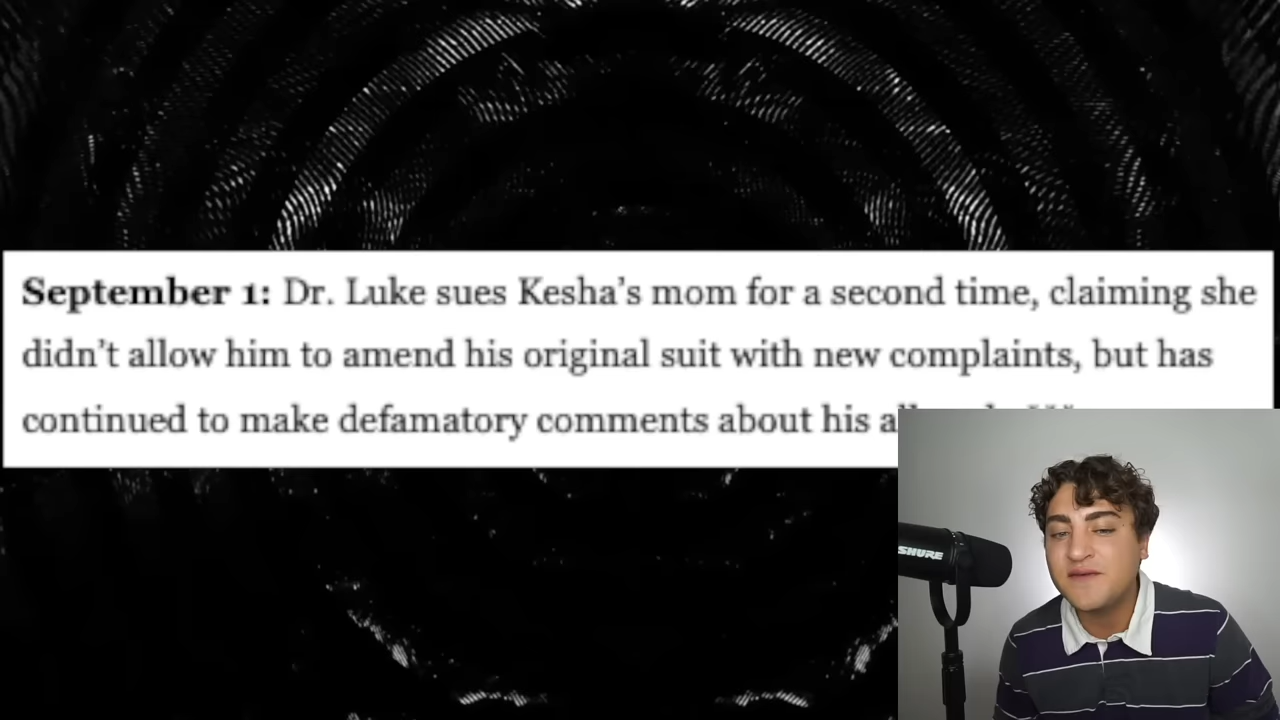 September 1: Dr. Luke sues Kesha’s mom for a second time, claiming she
didn’t allow him to amend his original suit with new complaints, but has
continued to make defamatory comments about his
SHURE